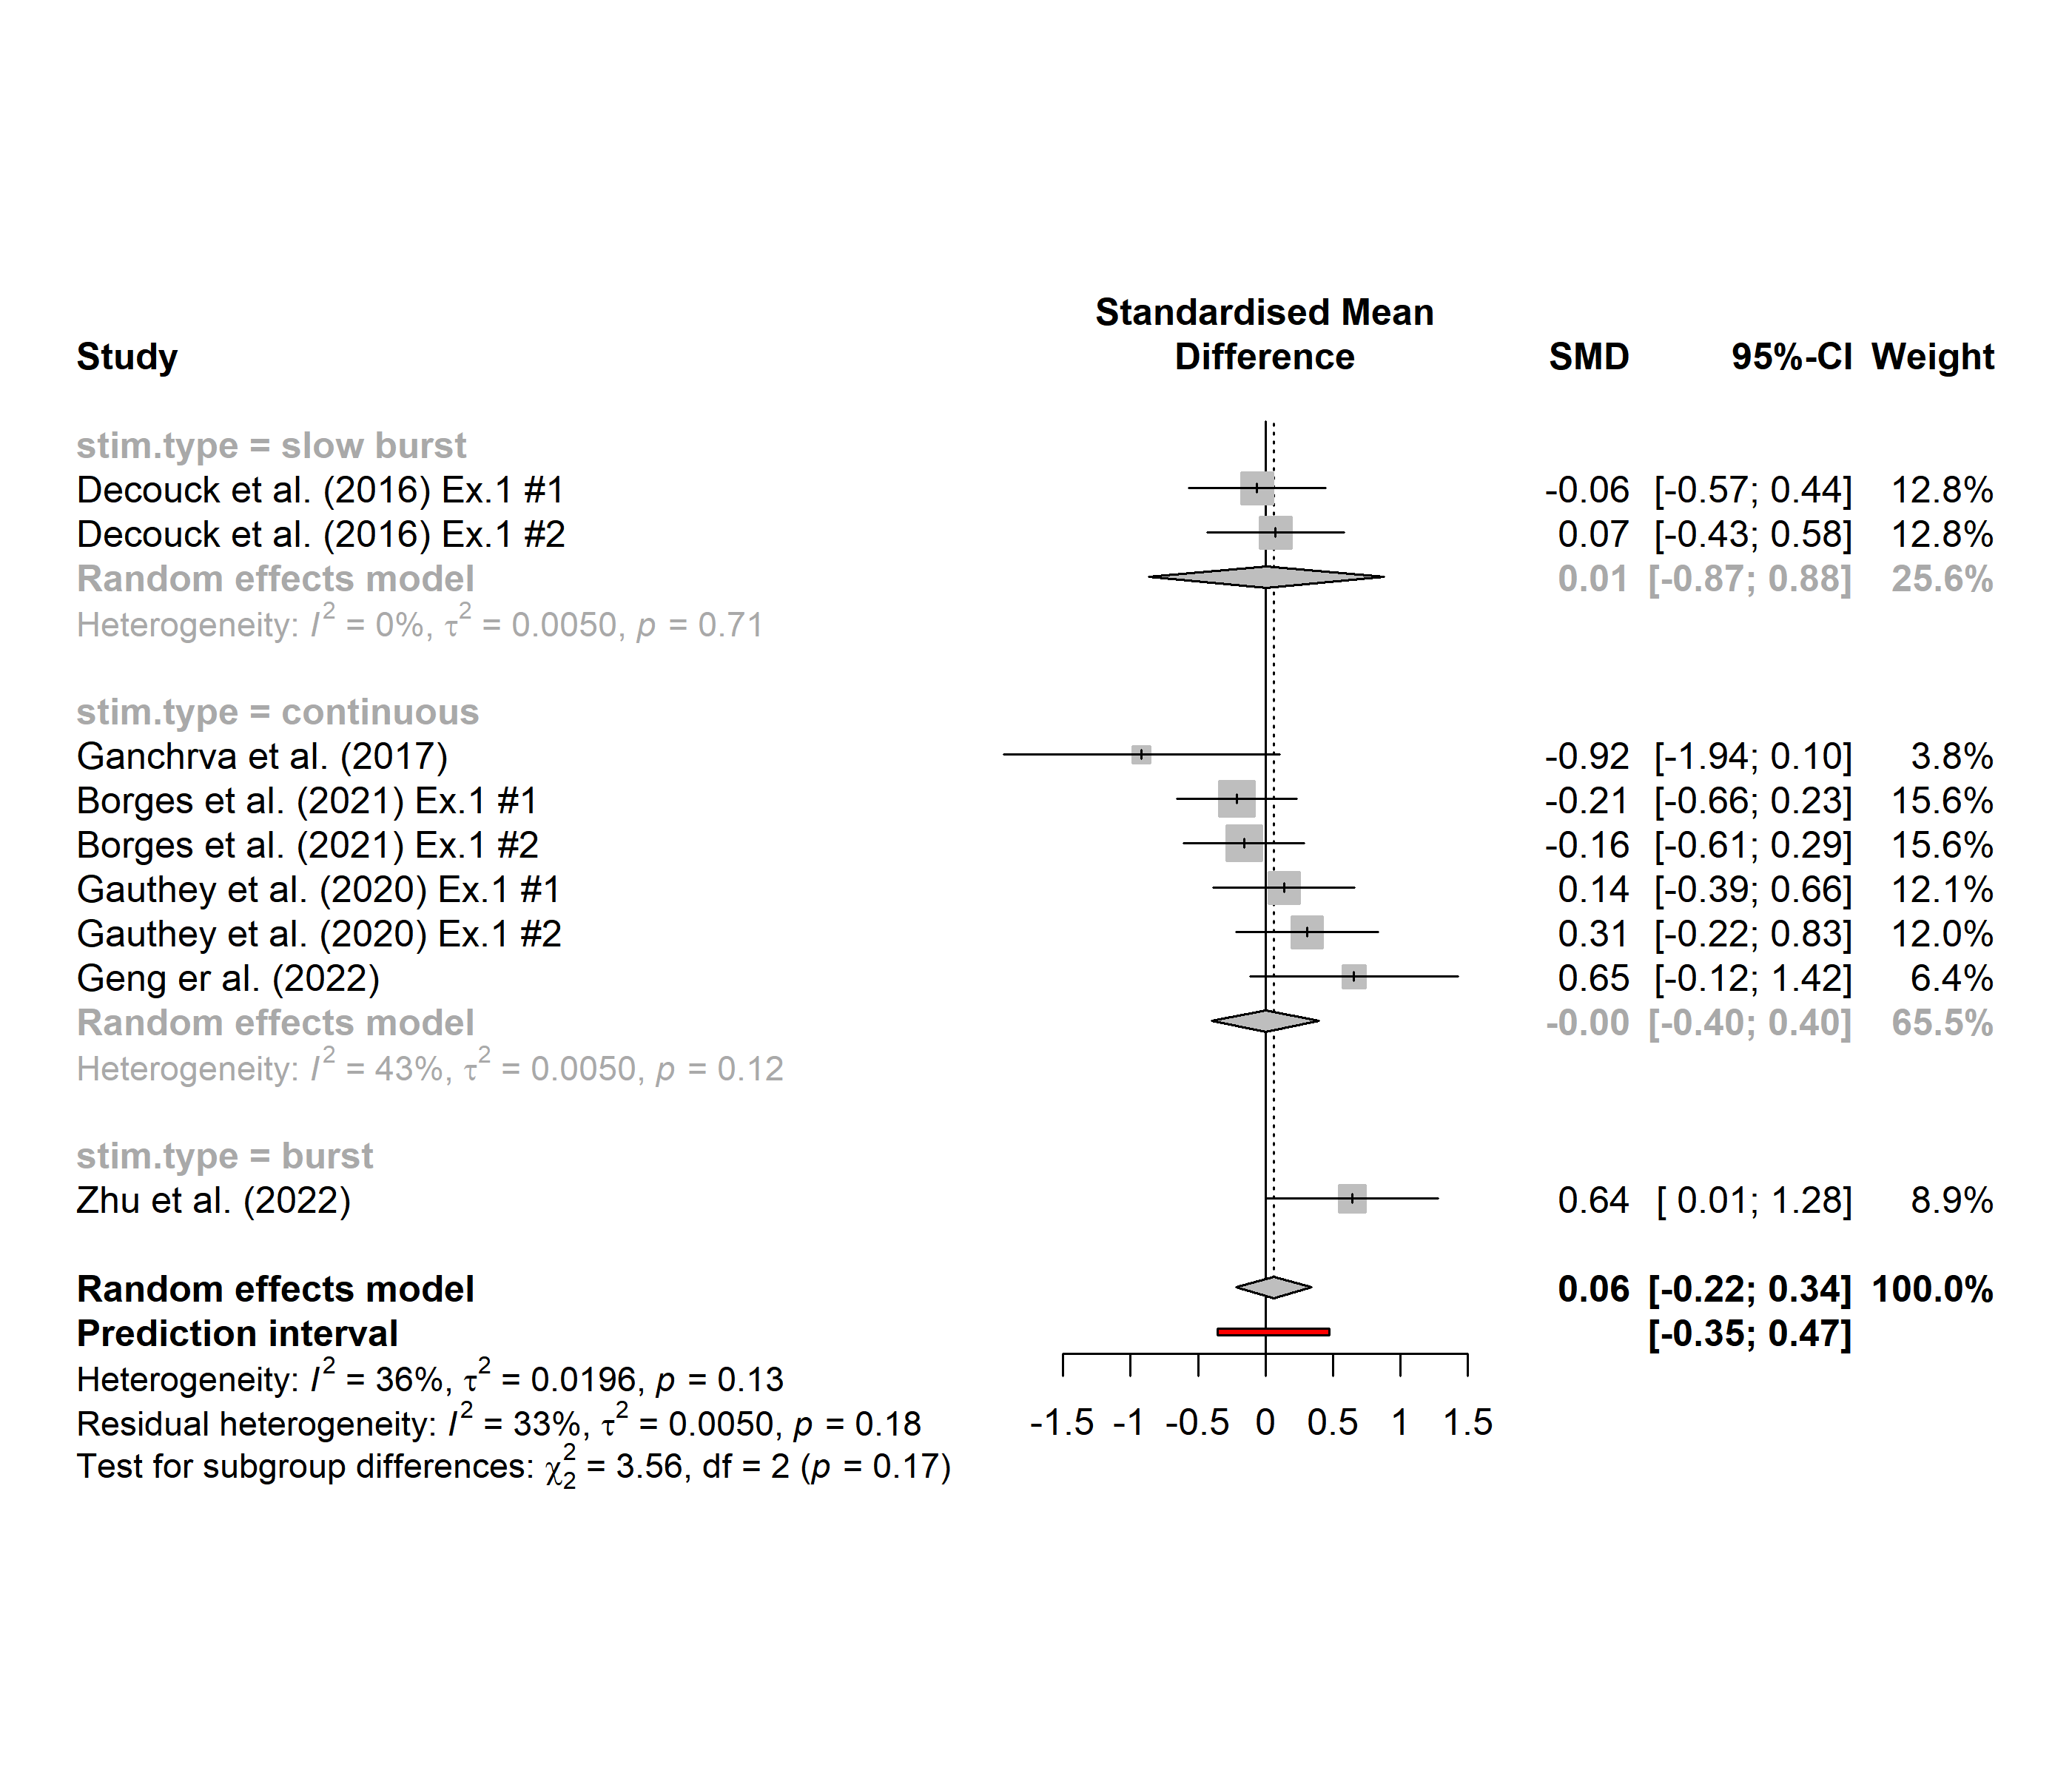 Standardised Mean
Study Difference SMD 95%-CI Weight
stim.type = slow burst
Decouck et al. (2016) Ex.1 #1 -0.06 [-0.57; 0.44] 12.8%
Decouck et al. (2016) Ex.1 #2 0.07 [-0.43; 0.58] 12.8%
Random effects model 0.01 [-0.87; 0.88] 25.6%
Heterogeneity: I² = 0%, τ² = 0.0050, p = 0.71
stim.type = continuous
Ganchrva et al. (2017) -0.92 [-1.94; 0.10] 3.8%
Borges et al. (2021) Ex.1 #1 -0.21 [-0.66; 0.23] 15.6%
Borges et al. (2021) Ex.1 #2 -0.16 [-0.61; 0.29] 15.6%
Gauthey et al. (2020) Ex.1 #1 0.14 [-0.39; 0.66] 12.1%
Gauthey et al. (2020) Ex.1 #2 0.31 [-0.22; 0.83] 12.0%
Geng er al. (2022) 0.65 [-0.12; 1.42] 6.4%
Random effects model -0.00 [-0.40; 0.40] 65.5%
Heterogeneity: I² = 43%, τ² = 0.0050, p = 0.12
stim.type = burst
Zhu et al. (2022) 0.64 [ 0.01; 1.28] 8.9%
Random effects model 0.06 [-0.22; 0.34] 100.0%
Prediction interval [-0.35; 0.47]
Heterogeneity: I² = 36%, τ² = 0.0196, p = 0.13
Residual heterogeneity: I² = 33%, τ² = 0.0050, p = 0.18
-1.5 -1 -0.5 0 0.5 1 1.5
Test for subgroup differences: χ²₂ = 3.56, df = 2 (p = 0.17)